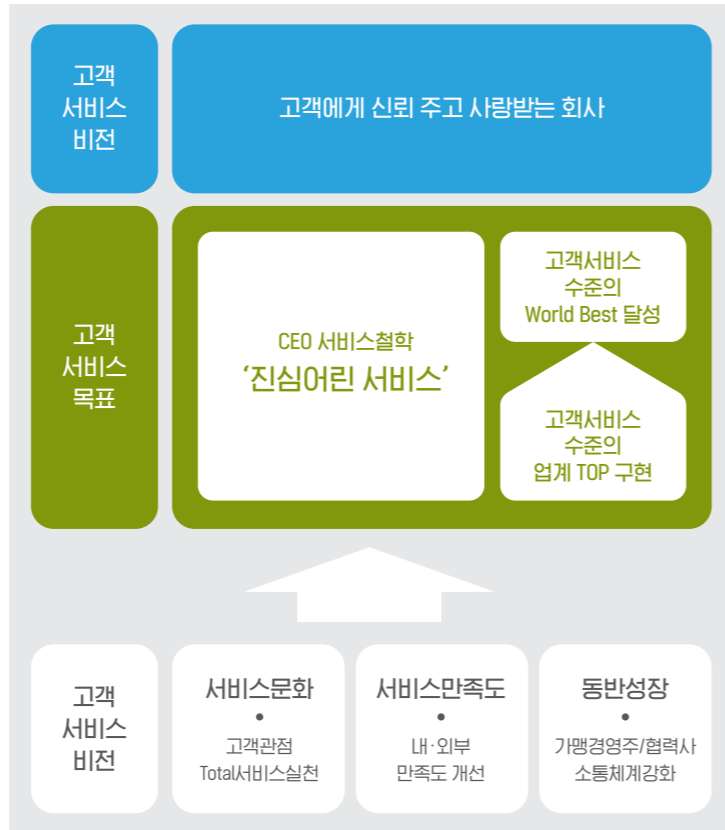 고객
서비스
비전
고객에게 신뢰 주고 사랑받는 회사
고객
서비스
목표
CEO 서비스철학
‘진심어린 서비스’
고객서비스
수준의
World Best 달성
고객서비스
수준의
업계 TOP 구현
고객
서비스
비전
서비스문화
•
고객관점
Total서비스실천
서비스만족도
•
내·외부
만족도 개선
동반성장
•
가맹경영주/협력사
소통체계강화